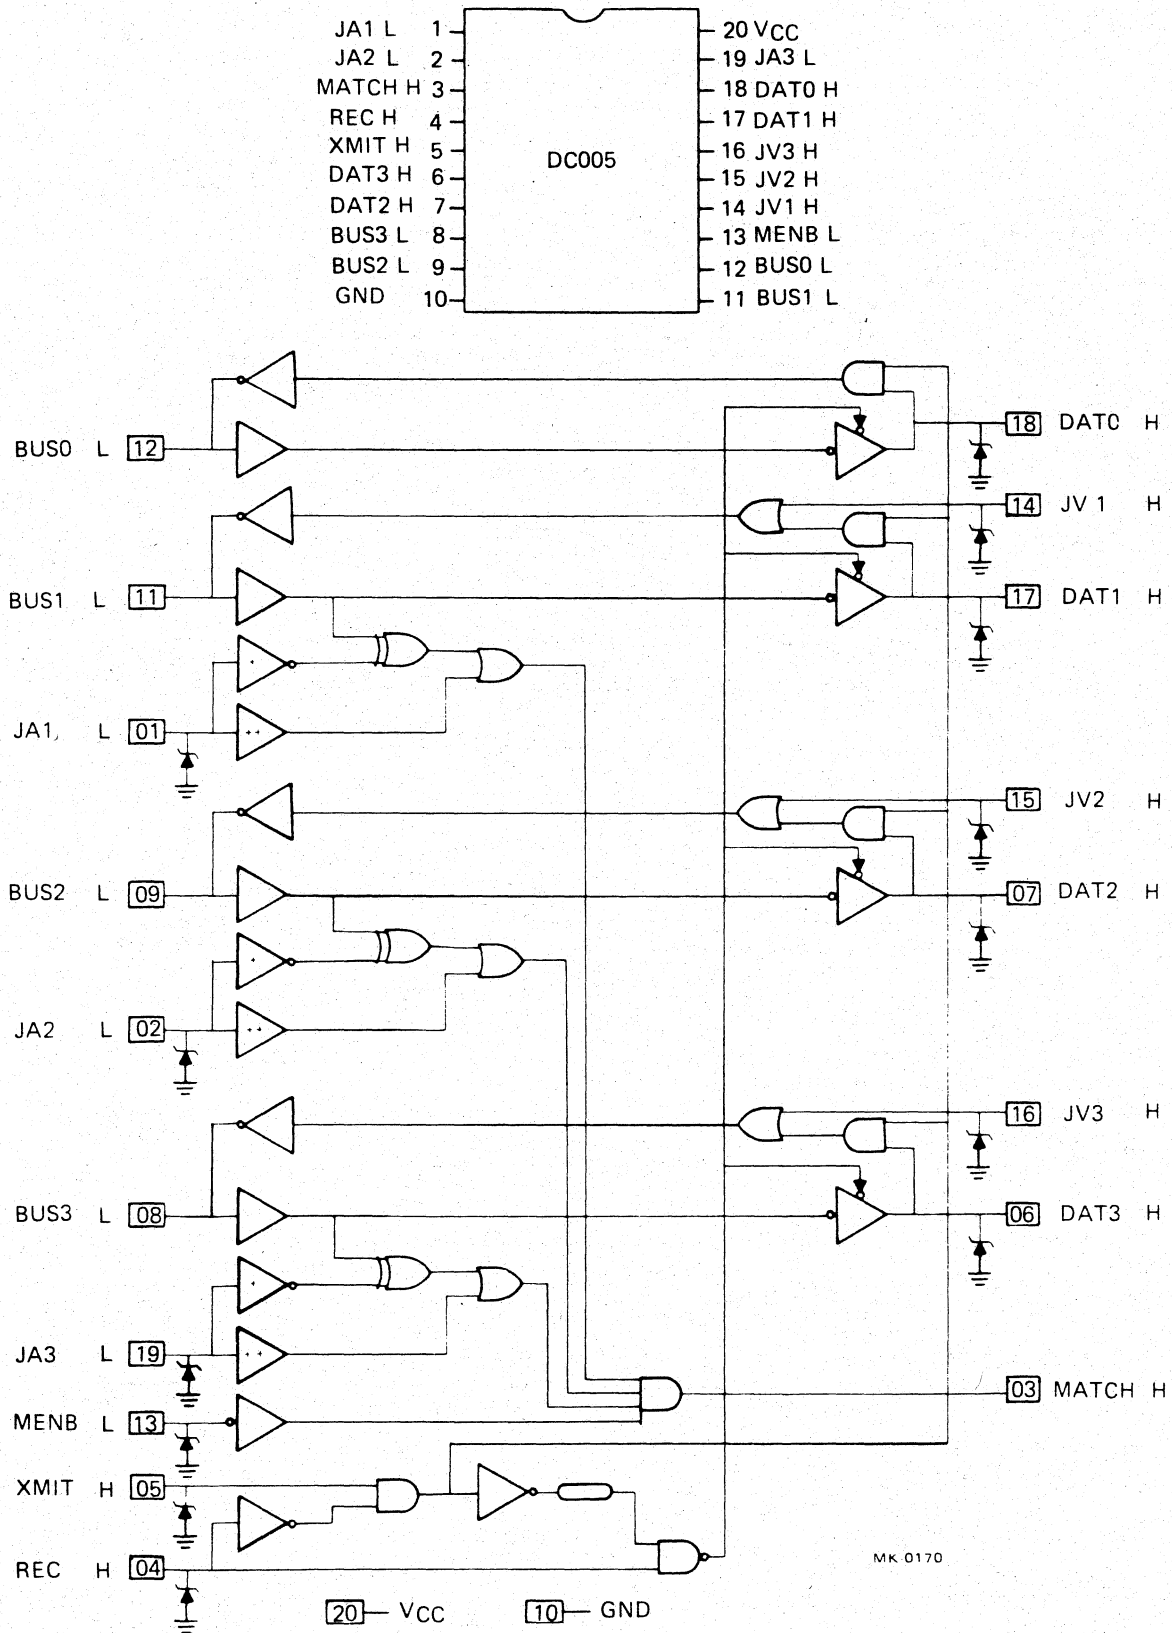 JA1 L 1
JA2 L 2
MATCH H 3
REC H 4
XMIT H 5
DAT3 H 6
DAT2 H 7
BUS3 L 8
BUS2 L 9
GND 10
DC005
20 VCC
19 JA3 L
18 DAT0 H
17 DAT1 H
16 JV3 H
15 JV2 H
14 JV1 H
13 MENB L
12 BUS0 L
11 BUS1 L
BUS0 L 12
18 DAT0 H
14 JV 1 H
BUS1 L 11
17 DAT1 H
+
JA1, L 01
++
15 JV2 H
BUS2 L 09
07 DAT2 H
+
JA2 L 02
++
16 JV3 H
BUS3 L 08
06 DAT3 H
+
JA3 L 19
++
03 MATCH H
MENB L 13
XMIT H 05
REC H 04
MK-0170
20 VCC
10 GND